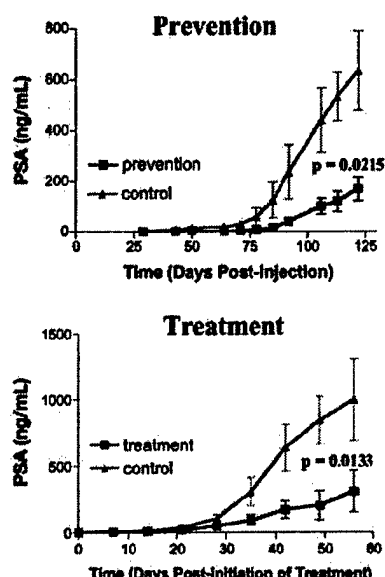 Prevention
800
600
400
200
0
PSA (ng/mL)
prevention
control
p = 0.0215
0 25 50 75 100 125
Time (Days Post-injection)
Treatment
1500
1000
500
0
PSA (ng/mL)
treatment
control
p = 0.0133
0 10 20 30 40 50 60
Time (Days Post-initiation of Treatment)